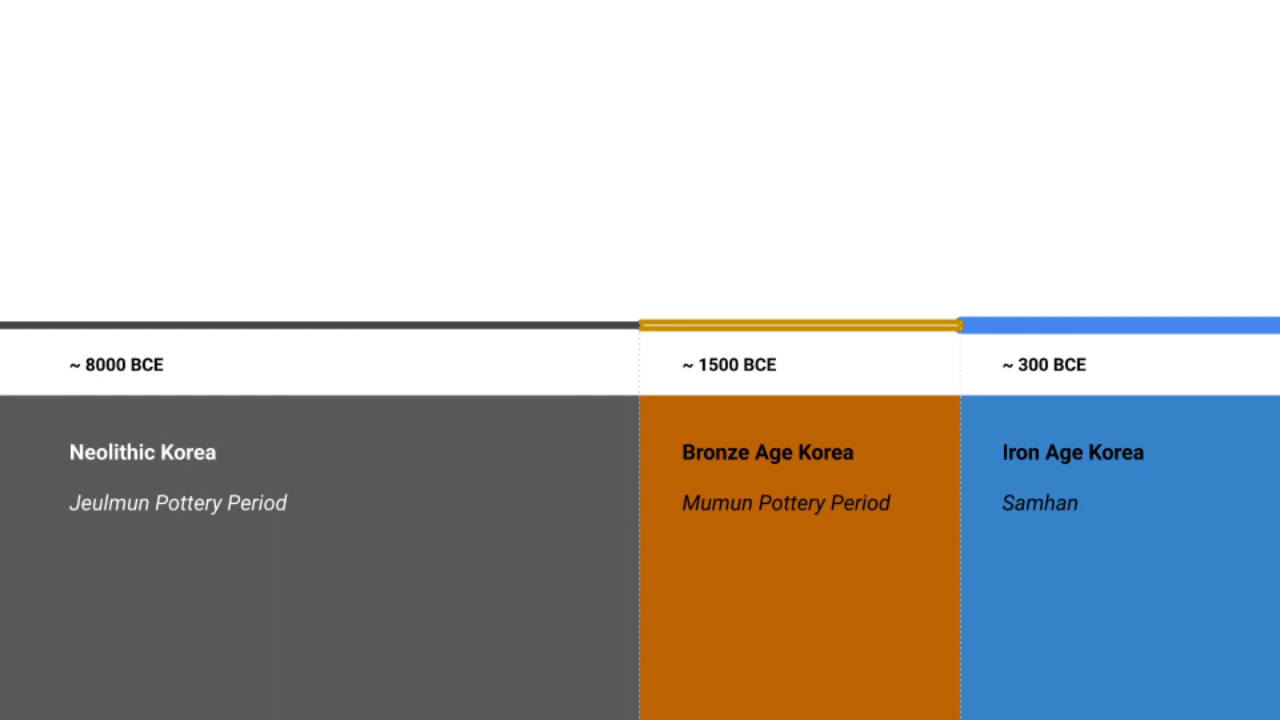 ~ 8000 BCE
~ 1500 BCE
~ 300 BCE
Neolithic Korea
Bronze Age Korea
Iron Age Korea
Jeulmun Pottery Period
Mumun Pottery Period
Samhan